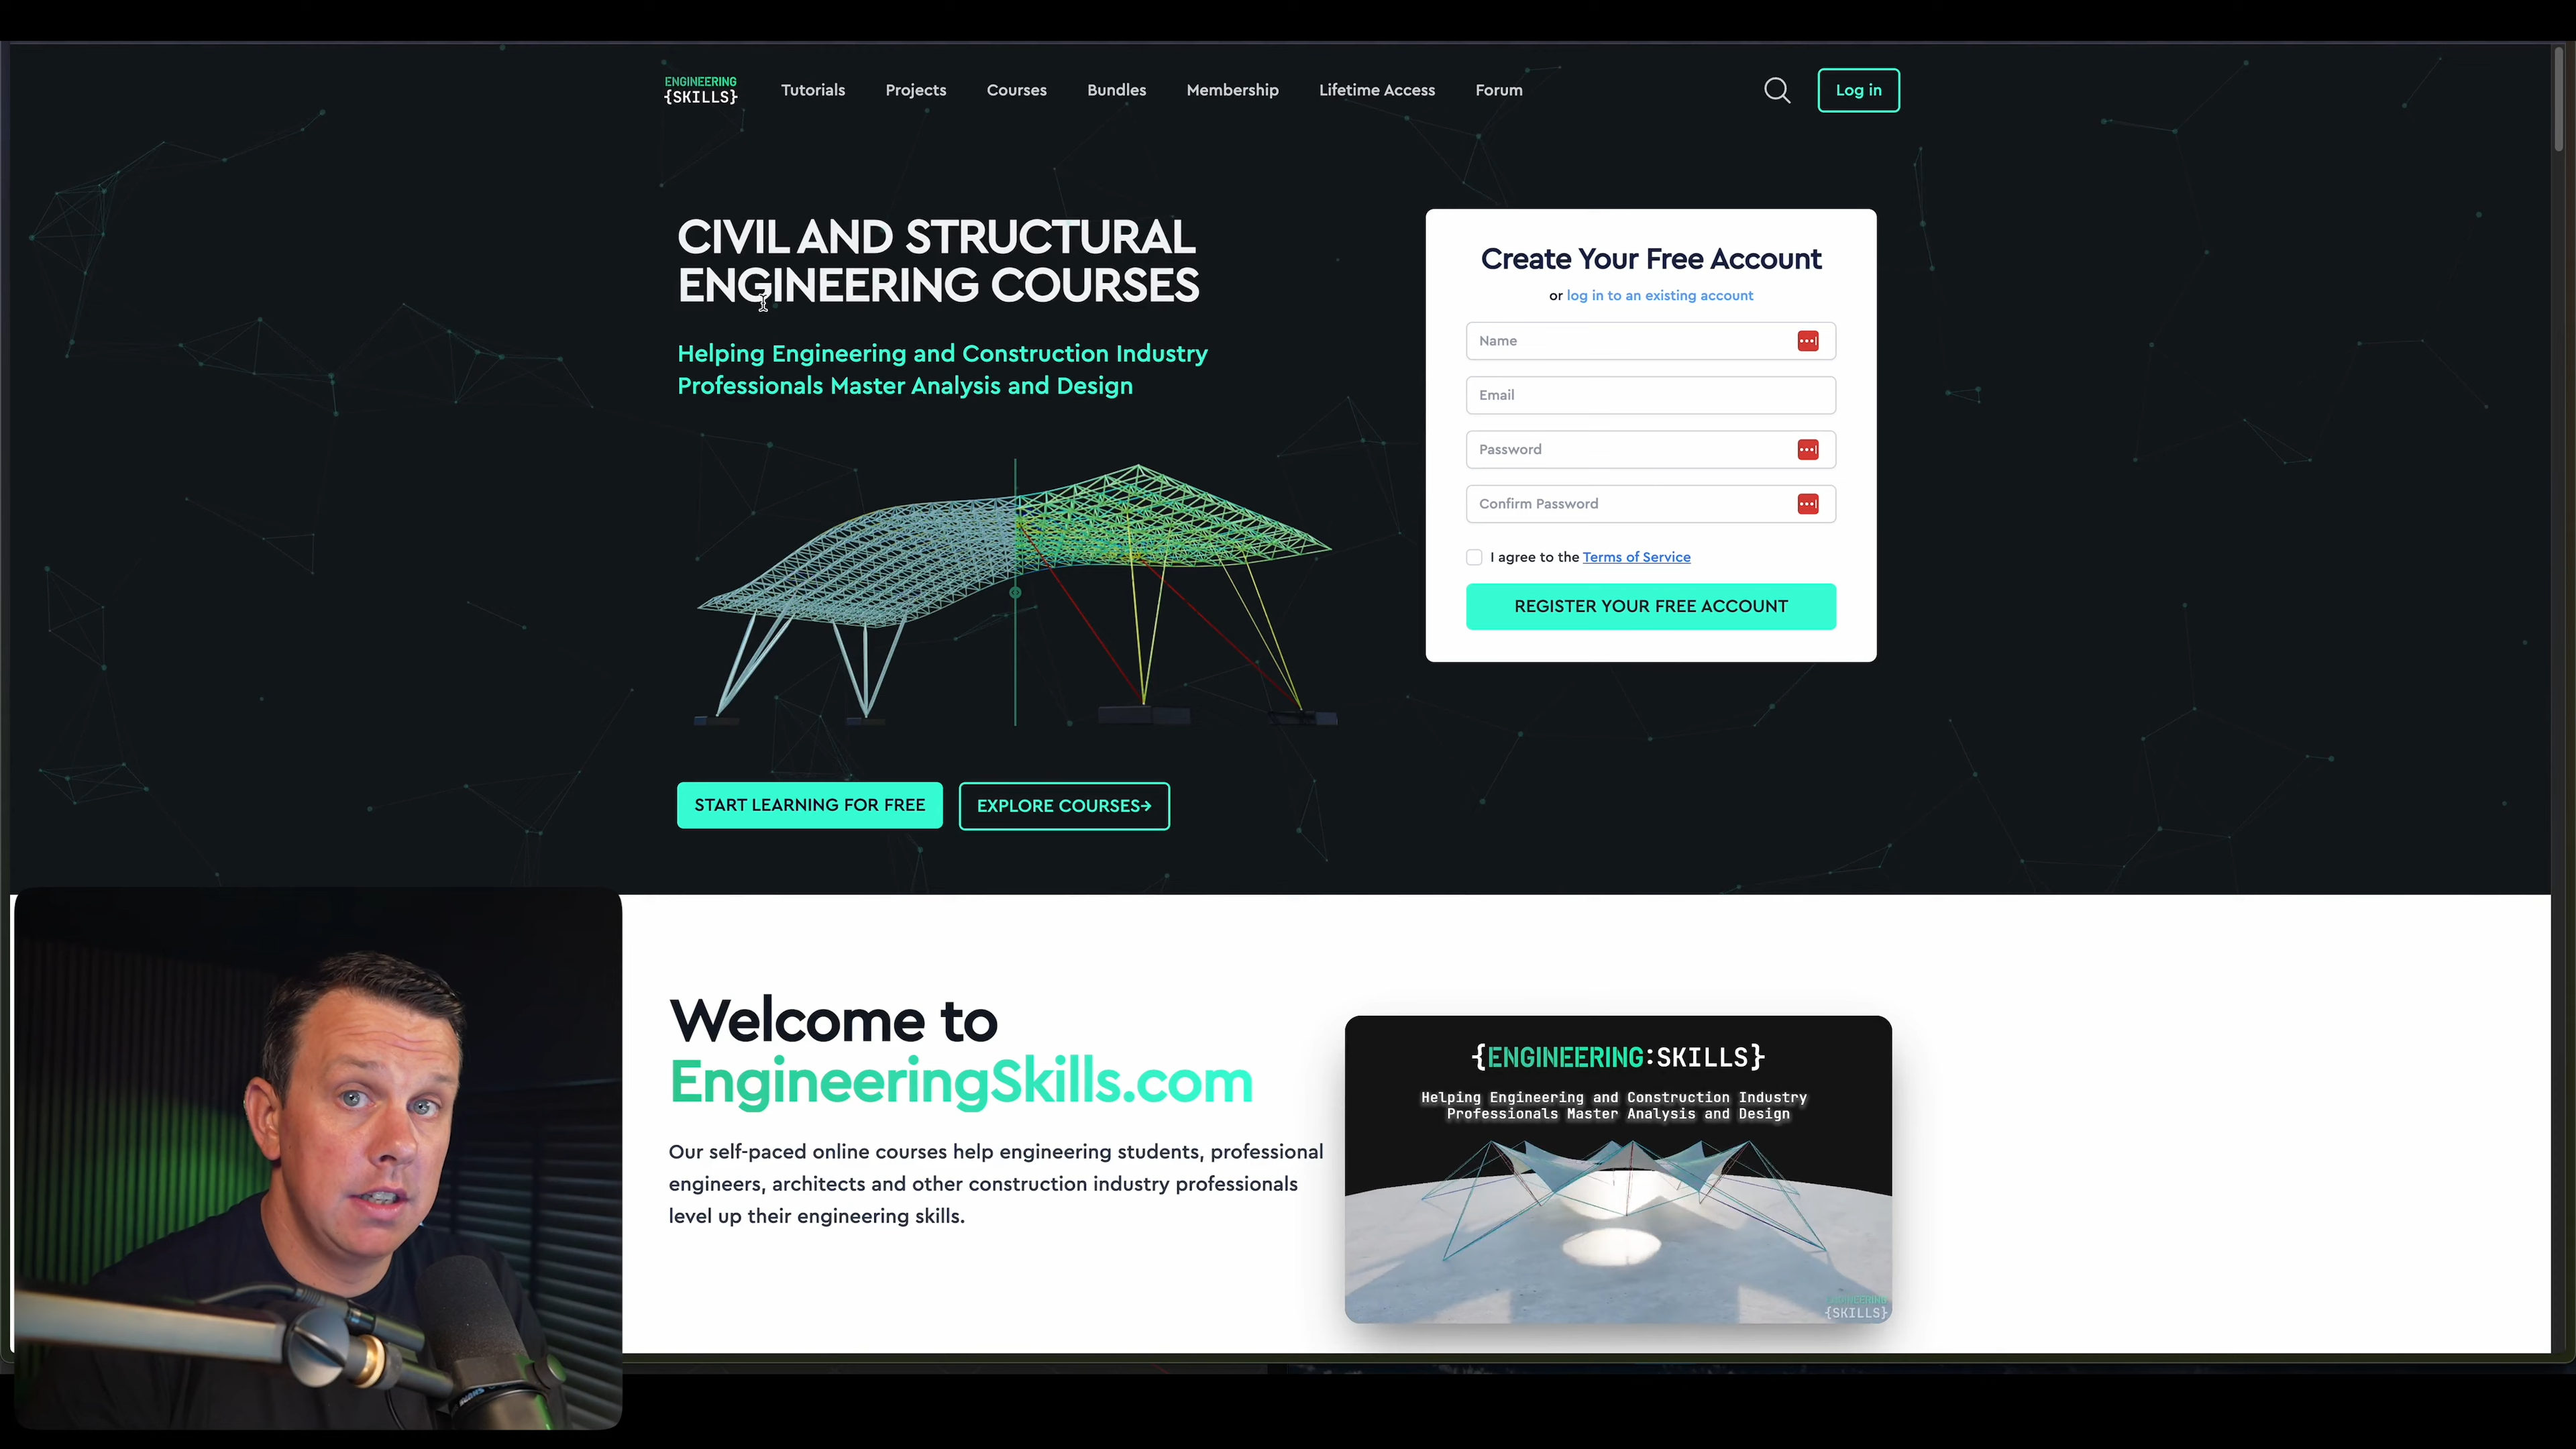 ENGINEERING
{SKILLS}
Tutorials
Projects
Courses
Bundles
Membership
Lifetime Access
Forum
Log in
CIVIL AND STRUCTURAL
ENGINEERING COURSES
Helping Engineering and Construction Industry
Professionals Master Analysis and Design
START LEARNING FOR FREE
EXPLORE COURSES→
Create Your Free Account
or log in to an existing account
Name
Email
Password
Confirm Password
I agree to the Terms of Service
REGISTER YOUR FREE ACCOUNT
Welcome to
EngineeringSkills.com
Our self-paced online courses help engineering students, professional
engineers, architects and other construction industry professionals
level up their engineering skills.
{ENGINEERING:SKILLS}
Helping Engineering and Construction Industry
Professionals Master Analysis and Design
ENGINEERING
{SKILLS}